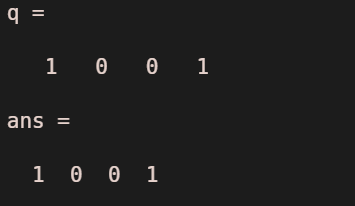 q =
1 0 0 1
ans =
1 0 0 1